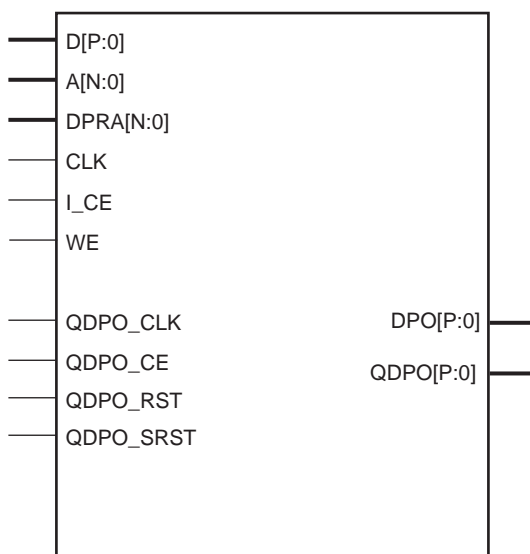 D[P:0]
A[N:0]
DPRA[N:0]
CLK
I_CE
WE
QDPO_CLK
QDPO_CE
QDPO_RST
QDPO_SRST
DPO[P:0]
QDPO[P:0]